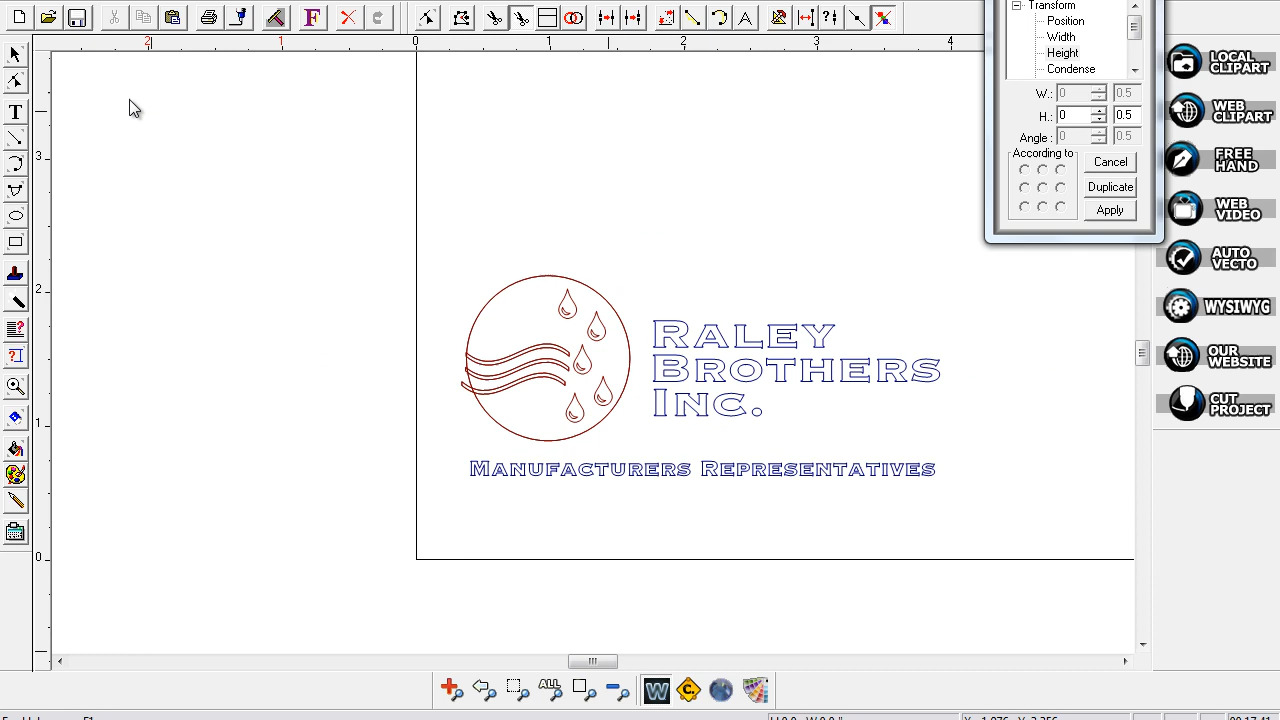 F
2
1
0
1
2
3
4
Transform
Position
Width
Height
Condense
W.: 0 0.5
H.: 0 0.5
Angle : 0 0.5
According to
Cancel
Duplicate
Apply
LOCAL
CLIPART
WEB
CLIPART
FREE
HAND
WEB
VIDEO
AUTO
VECTO
WYSIWYG
OUR
WEBSITE
CUT
PROJECT
T
3
2
1
0
RALEY
BROTHERS
INC.
MANUFACTURERS REPRESENTATIVES
ALL
W
C.